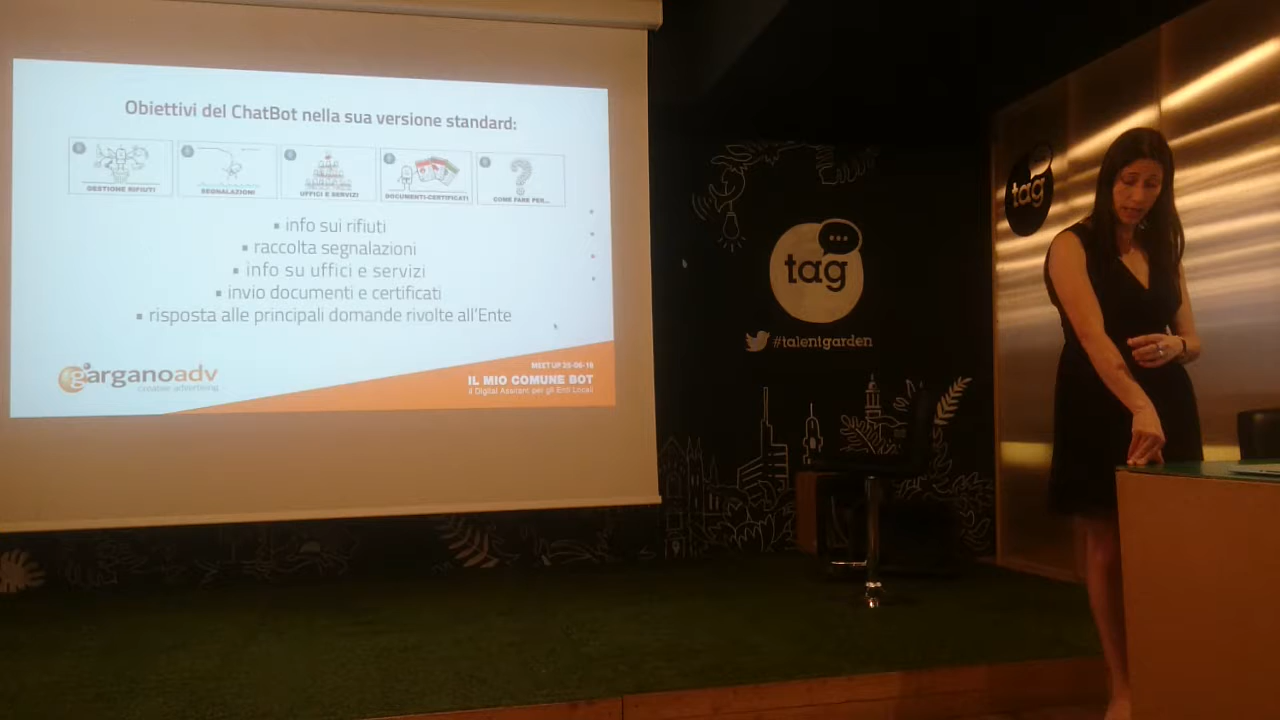 Obiettivi del ChatBot nella sua versione standard:
GESTIONE RIFIUTI
SEGNALAZIONI
UFFICI E SERVIZI
DOCUMENTI-CERTIFICATI
COME FARE PER...
▪ info sui rifiuti
▪ raccolta segnalazioni
▪ info su uffici e servizi
▪ invio documenti e certificati
▪ risposta alle principali domande rivolte all'Ente
garganoadv
creative advertising
MEET UP 25-06-18
IL MIO COMUNE BOT
il Digital Assitant per gli Enti Locali
tag
#talentgarden
tag